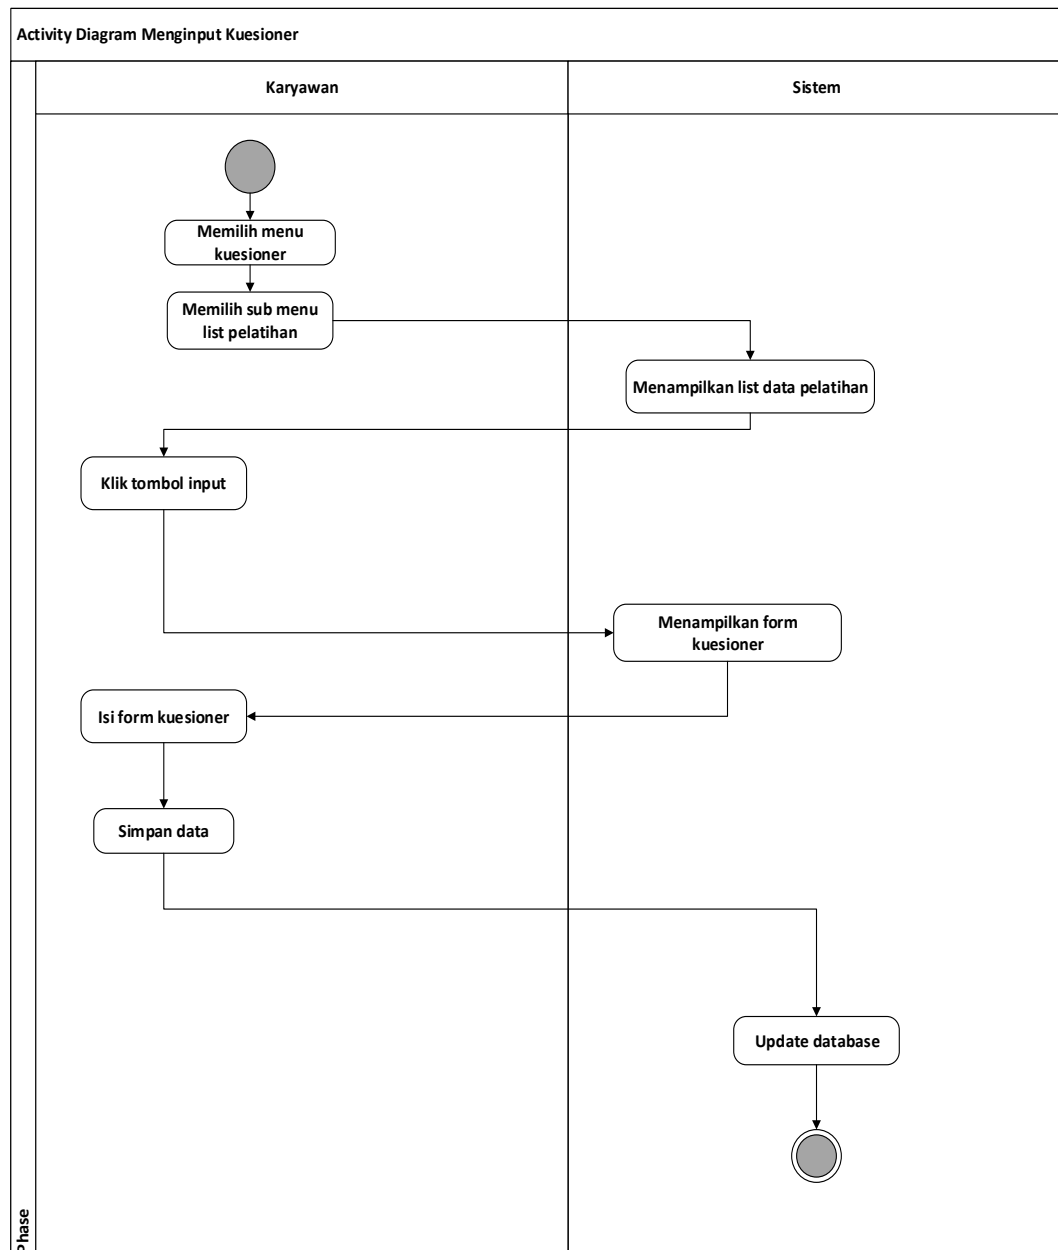 Activity Diagram Menginput Kuesioner
Karyawan
Sistem
Memilih menu
kuesioner
Memilih sub menu
list pelatihan
Menampilkan list data pelatihan
Klik tombol input
Menampilkan form
kuesioner
Isi form kuesioner
Simpan data
Update database
Phase